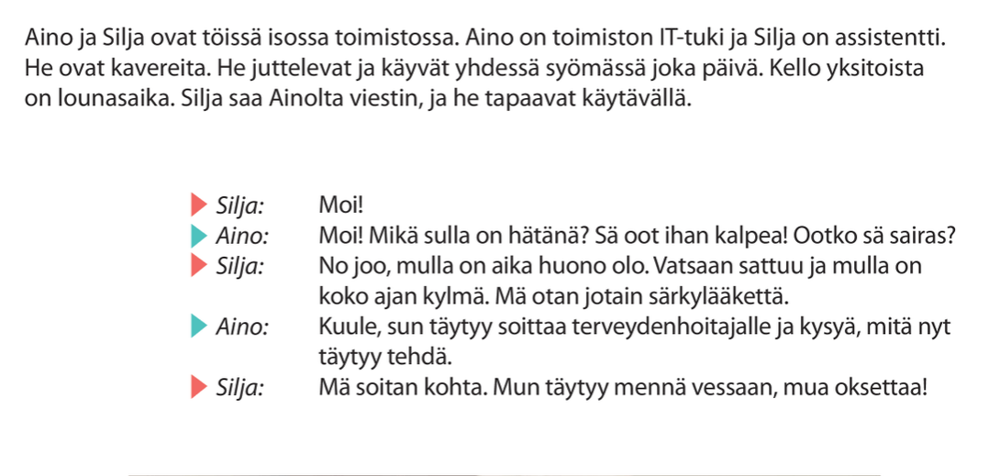 Aino ja Silja ovat töissä isossa toimistossa. Aino on toimiston IT-tuki ja Silja on assistentti.
He ovat kavereita. He juttelevat ja käyvät yhdessä syömässä joka päivä. Kello yksitoista
on lounasaika. Silja saa Ainolta viestin, ja he tapaavat käytävällä.
Silja: Moi!
Aino: Moi! Mikä sulla on hätänä? Sä oot ihan kalpea! Ootko sä sairas?
Silja: No joo, mulla on aika huono olo. Vatsaan sattuu ja mulla on
koko ajan kylmä. Mä otan jotain särkylääkettä.
Aino: Kuule, sun täytyy soittaa terveydenhoitajalle ja kysyä, mitä nyt
täytyy tehdä.
Silja: Mä soitan kohta. Mun täytyy mennä vessaan, mua oksettaa!